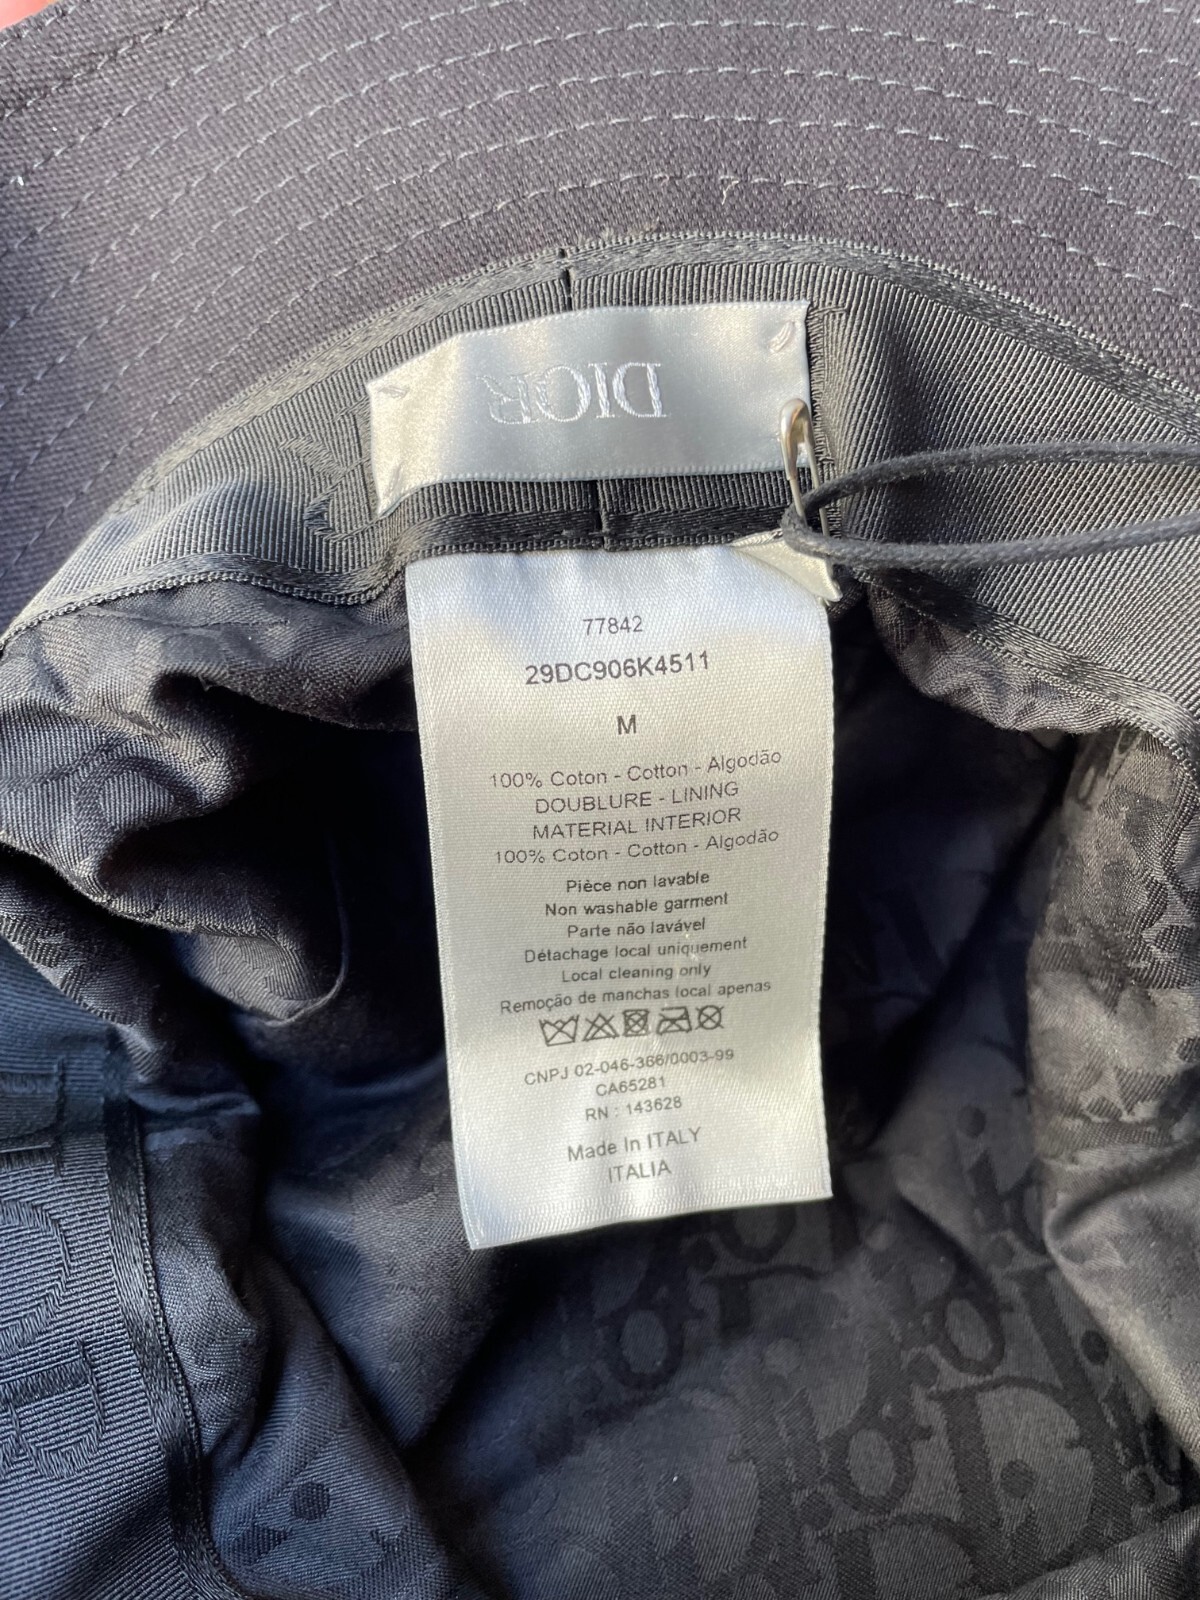 DIOR
77842
29DC906K4511
M
100% Coton - Cotton - Algodão
DOUBLURE - LINING
MATERIAL INTERIOR
100% Coton - Cotton - Algodão
Pièce non lavable
Non washable garment
Parte não lavável
Détachage local uniquement
Local cleaning only
Remoção de manchas local apenas
CNPJ 02-046-366/0003-99
CA65281
RN : 143628
Made In ITALY
ITALIA